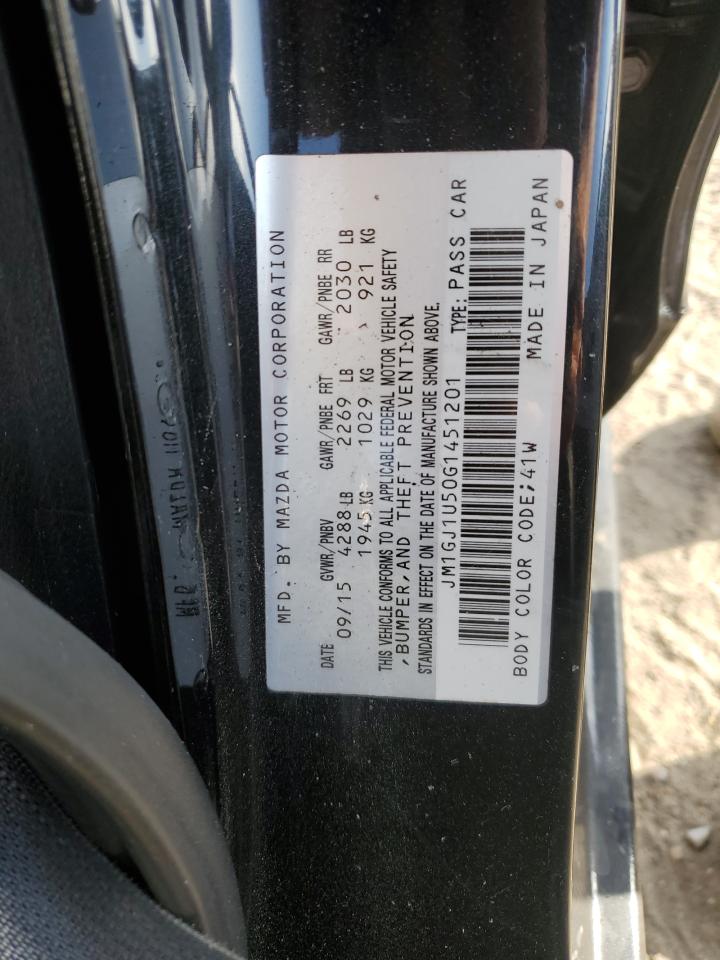 MFD. BY MAZDA MOTOR CORPORATION
DATE GVWR/PNBV GAWR/PNBE FRT GAWR/PNBE RR
09/15 4288 LB 2269 LB 2030 LB
1945 KG 1029 KG 921 KG
THIS VEHICLE CONFORMS TO ALL APPLICABLE FEDERAL MOTOR VEHICLE SAFETY
,BUMPER,AND THEFT PREVENTION
STANDARDS IN EFFECT ON THE DATE OF MANUFACTURE SHOWN ABOVE.
JM1GJ1U50G1451201 TYPE: PASS CAR
BODY COLOR CODE;41W MADE IN JAPAN